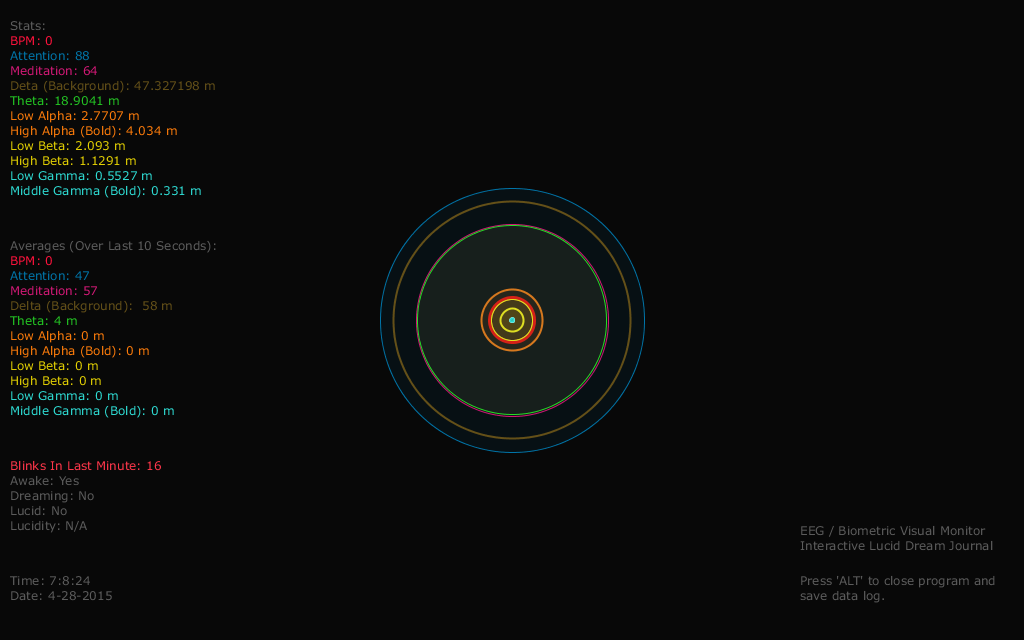 Stats:
BPM: 0
Attention: 88
Meditation: 64
Deta (Background): 47.327198 m
Theta: 18.9041 m
Low Alpha: 2.7707 m
High Alpha (Bold): 4.034 m
Low Beta: 2.093 m
High Beta: 1.1291 m
Low Gamma: 0.5527 m
Middle Gamma (Bold): 0.331 m
Averages (Over Last 10 Seconds):
BPM: 0
Attention: 47
Meditation: 57
Delta (Background):  58 m
Theta: 4 m
Low Alpha: 0 m
High Alpha (Bold): 0 m
Low Beta: 0 m
High Beta: 0 m
Low Gamma: 0 m
Middle Gamma (Bold): 0 m
Blinks In Last Minute: 16
Awake: Yes
Dreaming: No
Lucid: No
Lucidity: N/A
Time: 7:8:24
Date: 4-28-2015
EEG / Biometric Visual Monitor
Interactive Lucid Dream Journal
Press 'ALT' to close program and
save data log.